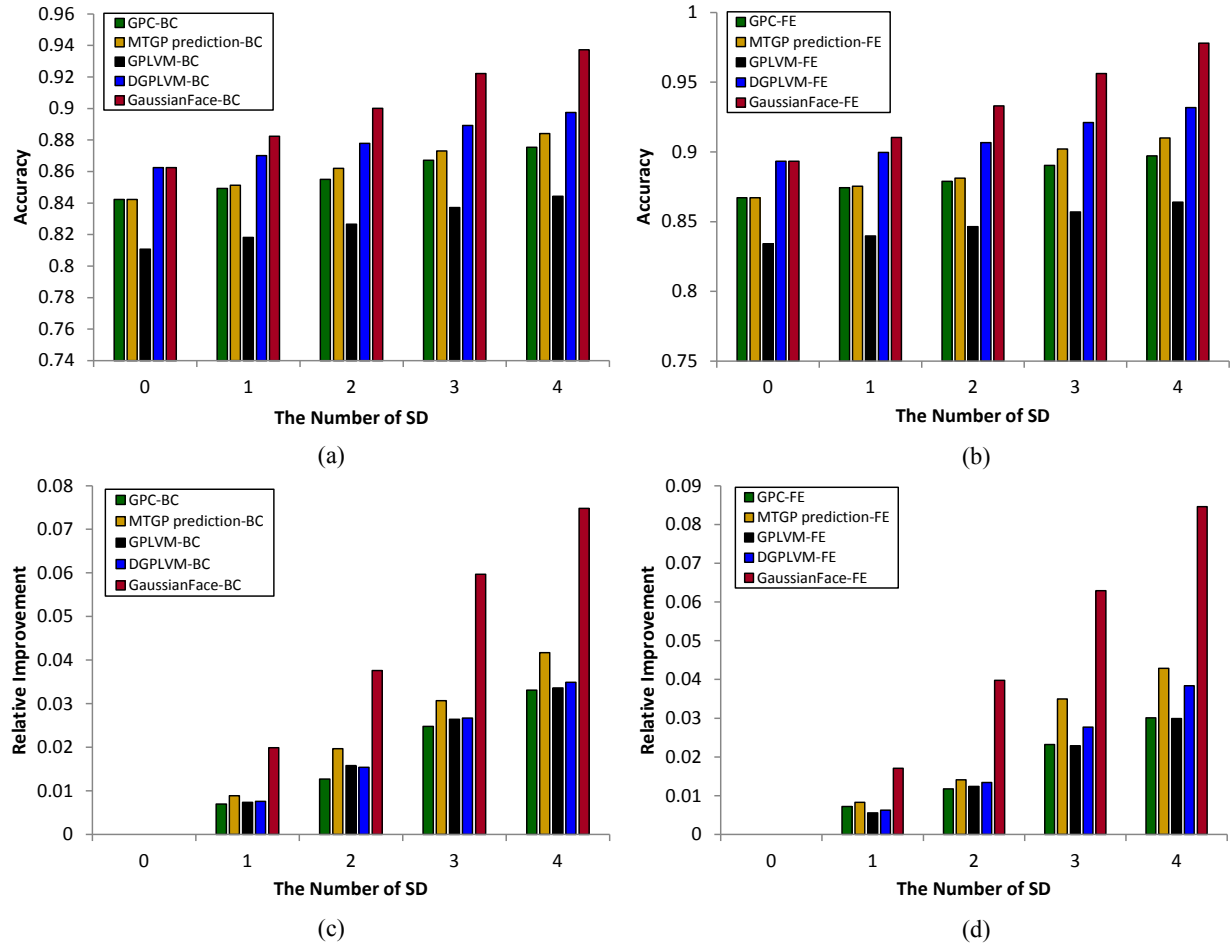 0.96
0.94
0.92
0.9
0.88
0.86
0.84
0.82
0.8
0.78
0.76
0.74
Accuracy
GPC-BC
MTGP prediction-BC
GPLVM-BC
DGPLVM-BC
GaussianFace-BC
0 1 2 3 4
The Number of SD
(a)
1
0.95
0.9
0.85
0.8
0.75
Accuracy
GPC-FE
MTGP prediction-FE
GPLVM-FE
DGPLVM-FE
GaussianFace-FE
0 1 2 3 4
The Number of SD
(b)
0.08
0.07
0.06
0.05
0.04
0.03
0.02
0.01
0
Relative Improvement
GPC-BC
MTGP prediction-BC
GPLVM-BC
DGPLVM-BC
GaussianFace-BC
0 1 2 3 4
The Number of SD
(c)
0.09
0.08
0.07
0.06
0.05
0.04
0.03
0.02
0.01
0
Relative Improvement
GPC-FE
MTGP prediction-FE
GPLVM-FE
DGPLVM-FE
GaussianFace-FE
0 1 2 3 4
The Number of SD
(d)